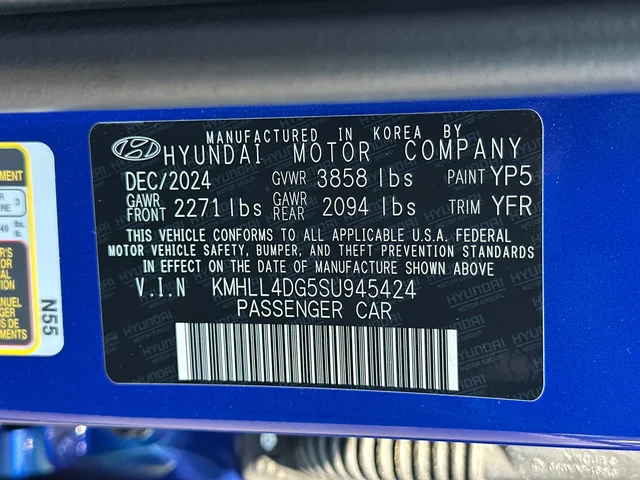 MANUFACTURED IN KOREA BY
HYUNDAI MOTOR COMPANY
DEC/2024 GVWR 3858 lbs PAINT YP5
GAWR FRONT 2271 lbs GAWR REAR 2094 lbs TRIM YFR
THIS VEHICLE CONFORMS TO ALL APPLICABLE U.S.A. FEDERAL
MOTOR VEHICLE SAFETY, BUMPER, AND THEFT PREVENTION STANDARDS
IN EFFECT ON THE DATE OF MANUFACTURE SHOWN ABOVE
V.I.N KMHLL4DG5SU945424
PASSENGER CAR
N55